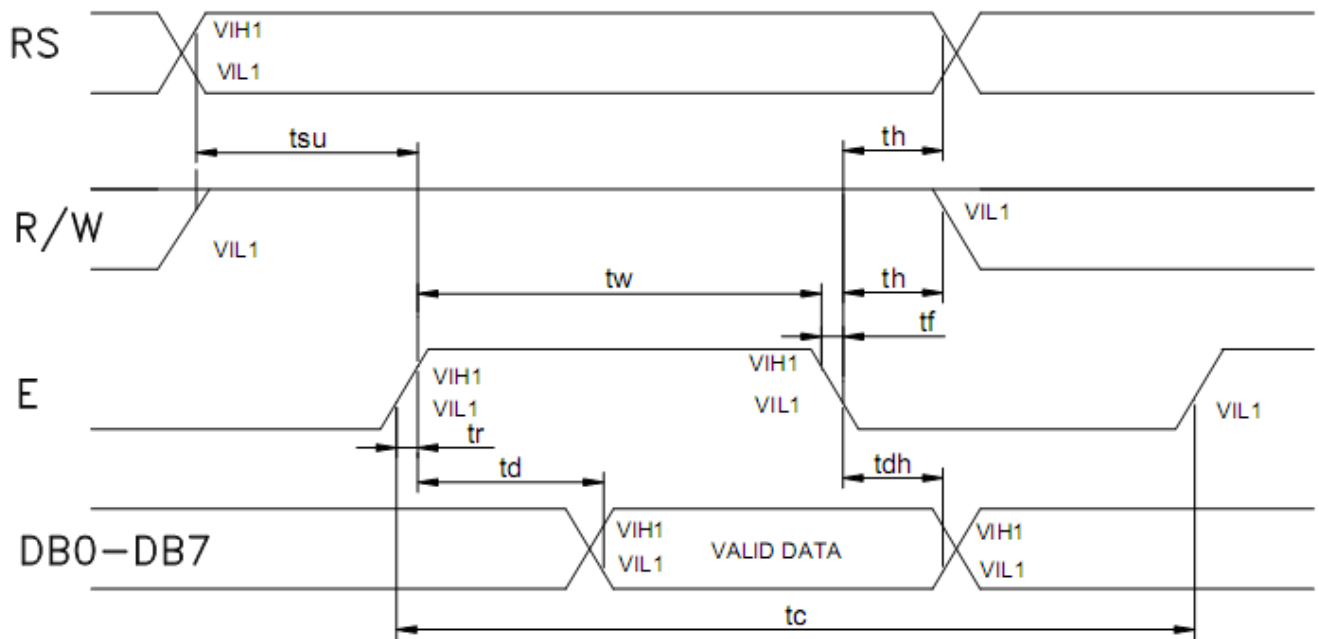 RS
VIH1
VIL1
tsu
th
R/W
VIL1
VIL1
tw
th
tf
E
VIH1
VIL1
VIH1
VIL1
VIL1
tr
td
tdh
DB0-DB7
VIH1
VIL1
VALID DATA
VIH1
VIL1
tc